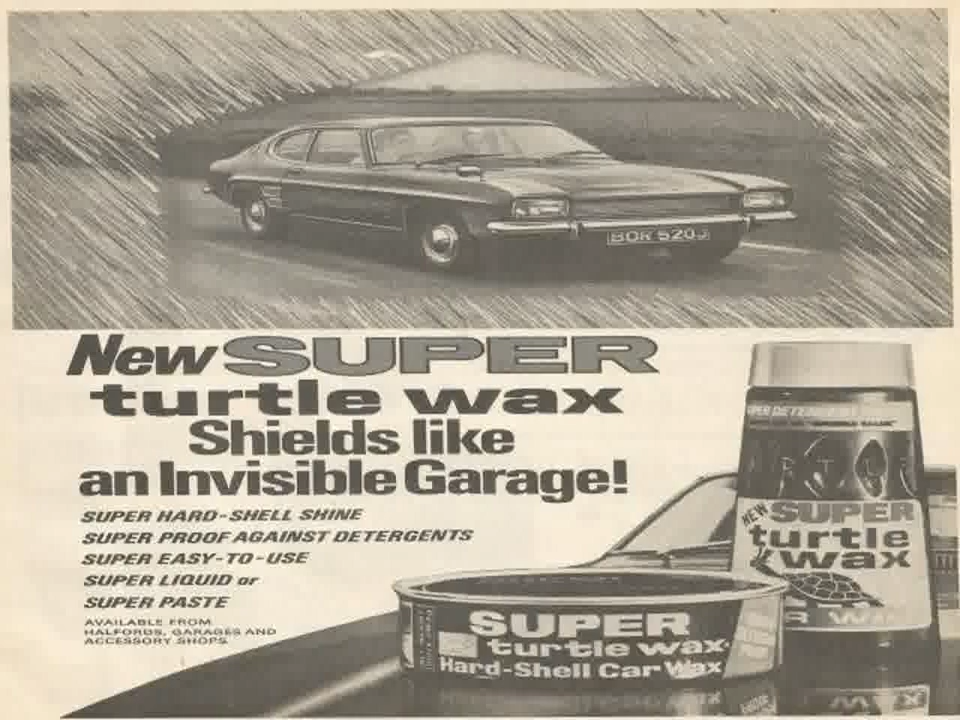 BOR 520J
New SUPER
turtle wax
Shields like
an Invisible Garage!
SUPER HARD-SHELL SHINE
SUPER PROOF AGAINST DETERGENTS
SUPER EASY-TO-USE
SUPER LIQUID or
SUPER PASTE
AVAILABLE FROM
HALFORDS, GARAGES AND
ACCESSORY SHOPS
NEW SUPER
turtle
wax
SUPER
turtle wax
Hard-Shell Car Wax